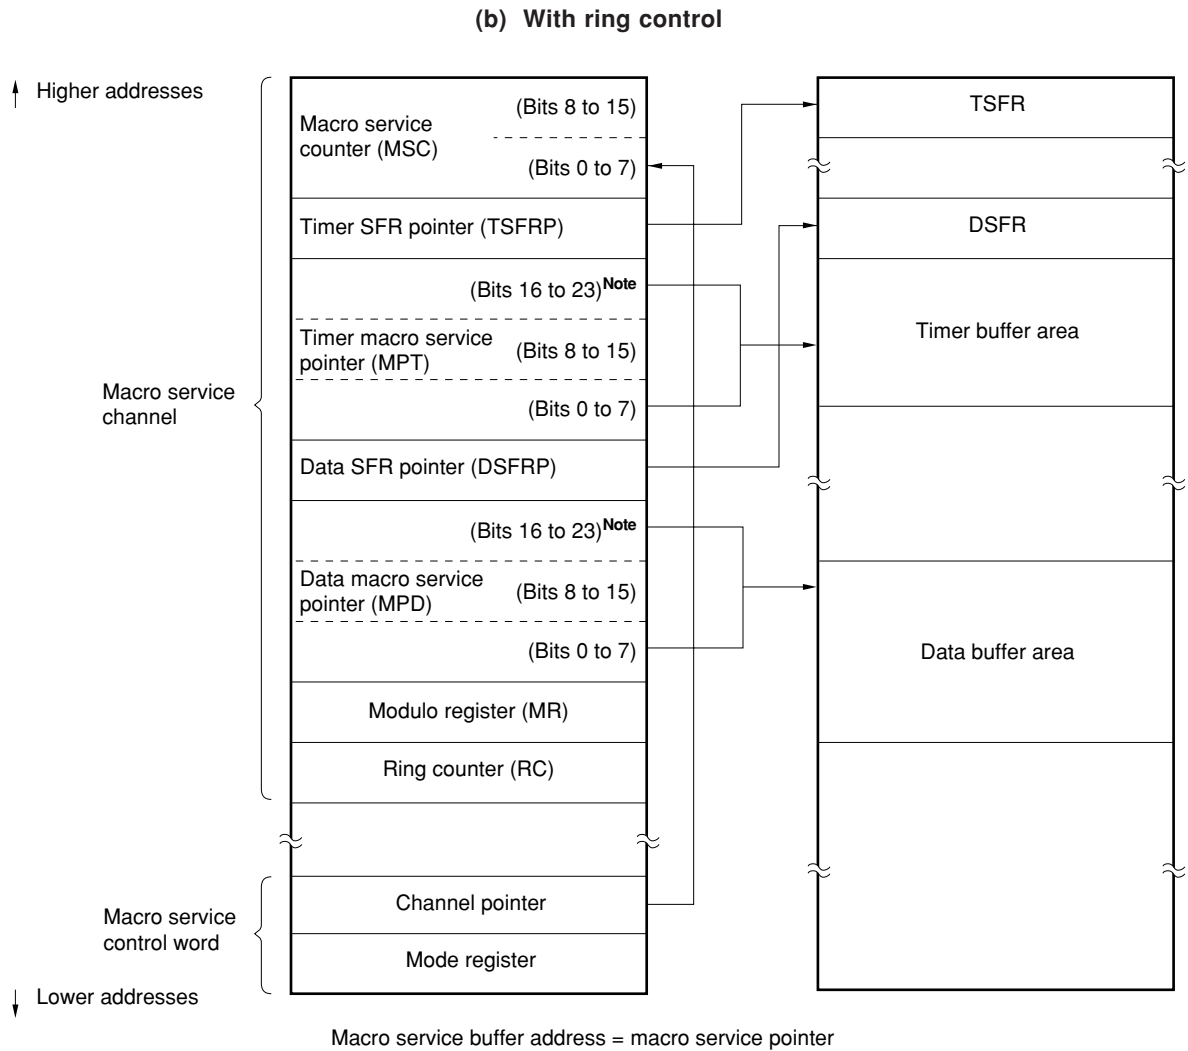 (b) With ring control
Higher addresses
Macro service
counter (MSC)
(Bits 8 to 15)
(Bits 0 to 7)
Timer SFR pointer (TSFRP)
(Bits 16 to 23)Note
Timer macro service
pointer (MPT)
(Bits 8 to 15)
(Bits 0 to 7)
Macro service
channel
Data SFR pointer (DSFRP)
(Bits 16 to 23)Note
Data macro service
pointer (MPD)
(Bits 8 to 15)
(Bits 0 to 7)
Modulo register (MR)
Ring counter (RC)
Channel pointer
Macro service
control word
Mode register
Lower addresses
TSFR
DSFR
Timer buffer area
Data buffer area
Macro service buffer address = macro service pointer